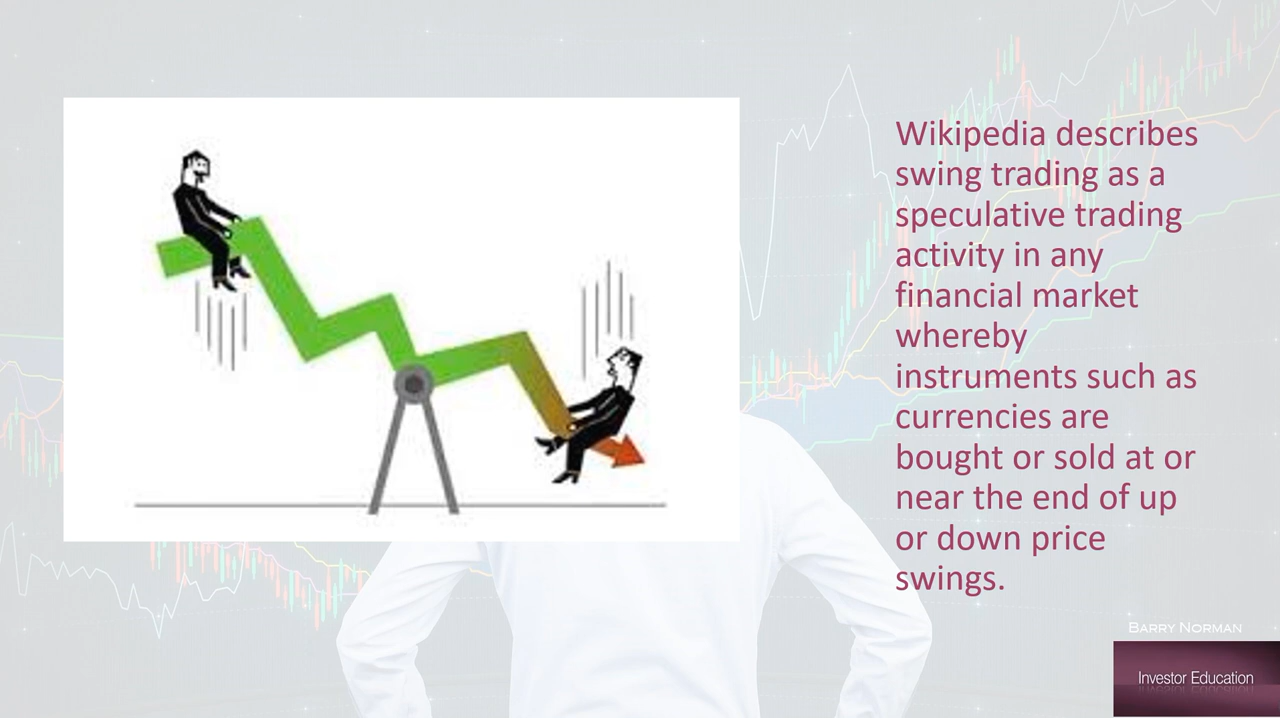 Wikipedia describes
swing trading as a
speculative trading
activity in any
financial market
whereby
instruments such as
currencies are
bought or sold at or
near the end of up
or down price
swings.
Barry Norman
Investor Education